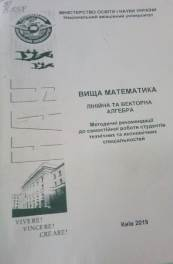 МІНІСТЕРСТВО ОСВІТИ І НАУКИ УКРАЇНИ
Національний авіаційний університет
ВИЩА МАТЕМАТИКА
ЛІНІЙНА ТА ВЕКТОРНА
АЛГЕБРА
Методичні рекомендації
до самостійної роботи студентів
технічних та економічних
спеціальностей
VIVERE!
VINCERE!
CREARE!
Київ 2015